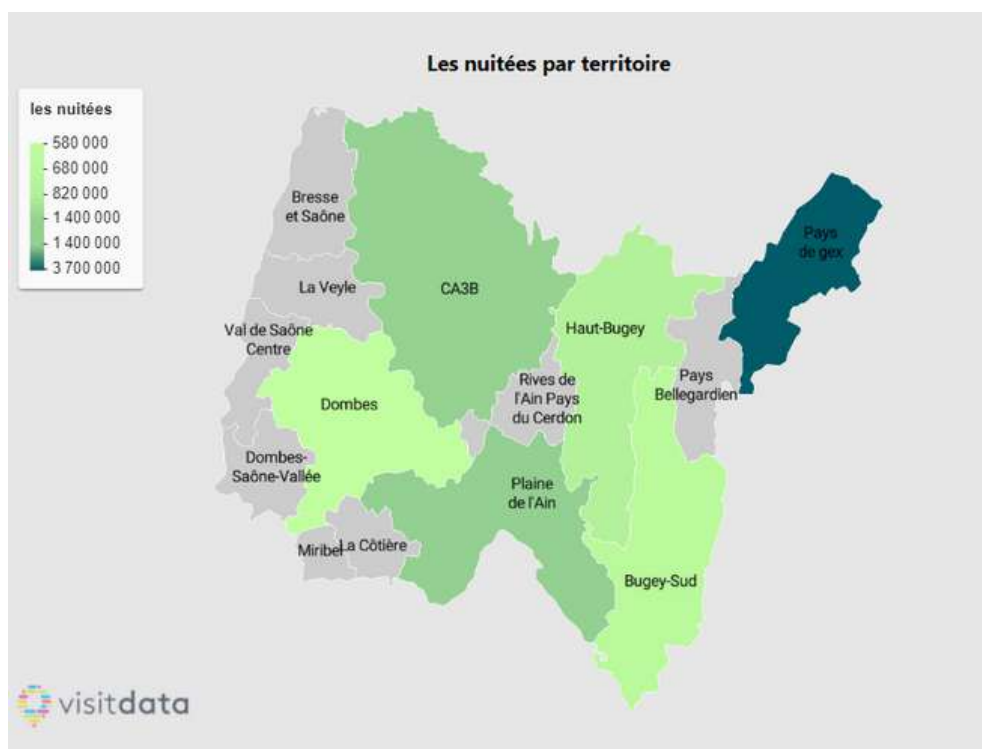 Les nuitées par territoire
les nuitées
580 000
680 000
820 000
1 400 000
1 400 000
3 700 000
Bresse
et Saône
Pays
de gex
La Veyle
CA3B
Val de Saône
Centre
Haut-Bugey
Dombes
Rives de
l'Ain Pays
du Cerdon
Pays
Bellegardien
Dombes-
Saône-Vallée
Plaine
de l'Ain
Miribel
La Côtière
Bugey-Sud
visitdata